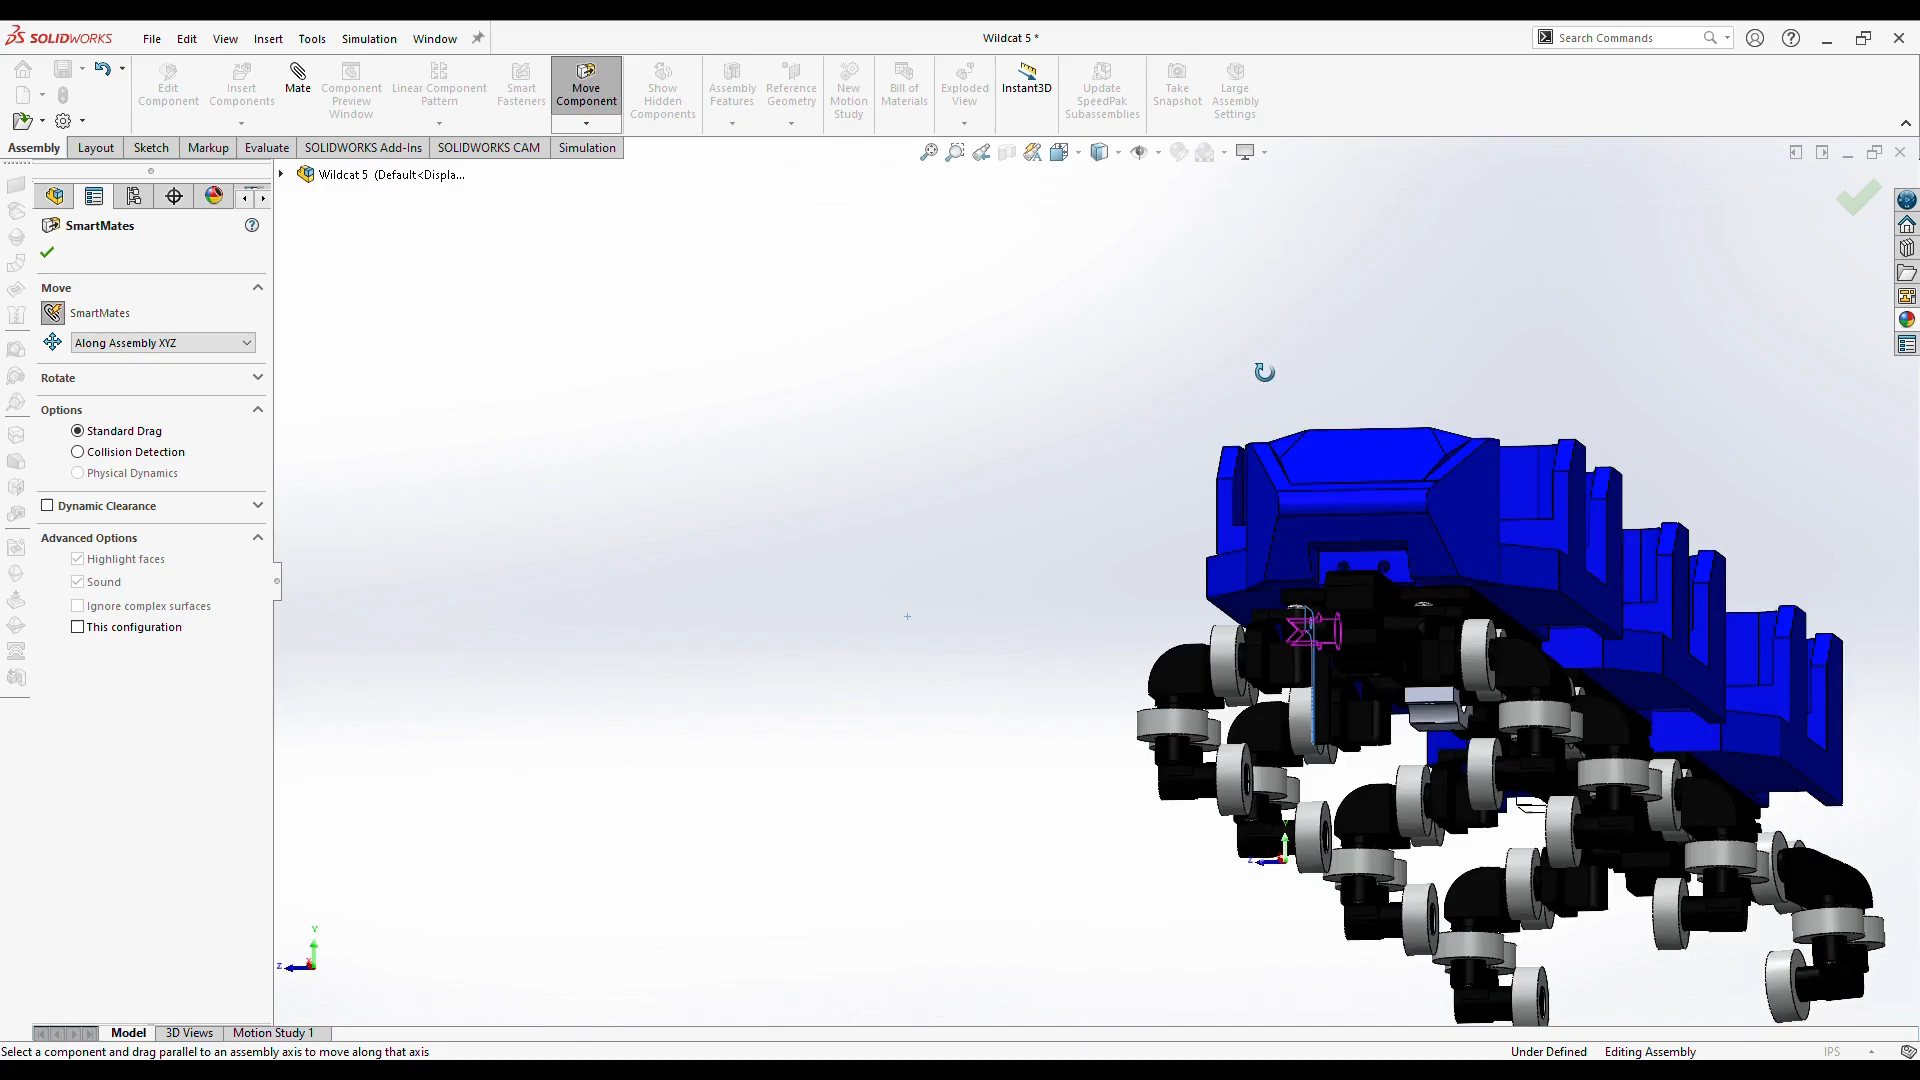 SOLIDWORKS File Edit View Insert Tools Simulation Window Wildcat 5 * Search Commands
Edit Component
Insert Components
Mate
Component Preview Window
Linear Component Pattern
Smart Fasteners
Move Component
Show Hidden Components
Assembly Features
Reference Geometry
New Motion Study
Bill of Materials
Exploded View
Instant3D
Update SpeedPak Subassemblies
Take Snapshot
Large Assembly Settings
Assembly Layout Sketch Markup Evaluate SOLIDWORKS Add-Ins SOLIDWORKS CAM Simulation
Wildcat 5 (Default<Displa...
SmartMates
Move
SmartMates
Along Assembly XYZ
Rotate
Options
Standard Drag
Collision Detection
Physical Dynamics
Dynamic Clearance
Advanced Options
Highlight faces
Sound
Ignore complex surfaces
This configuration
Y
Z
Y
Z
Model 3D Views Motion Study 1
Select a component and drag parallel to an assembly axis to move along that axis Under Defined Editing Assembly IPS